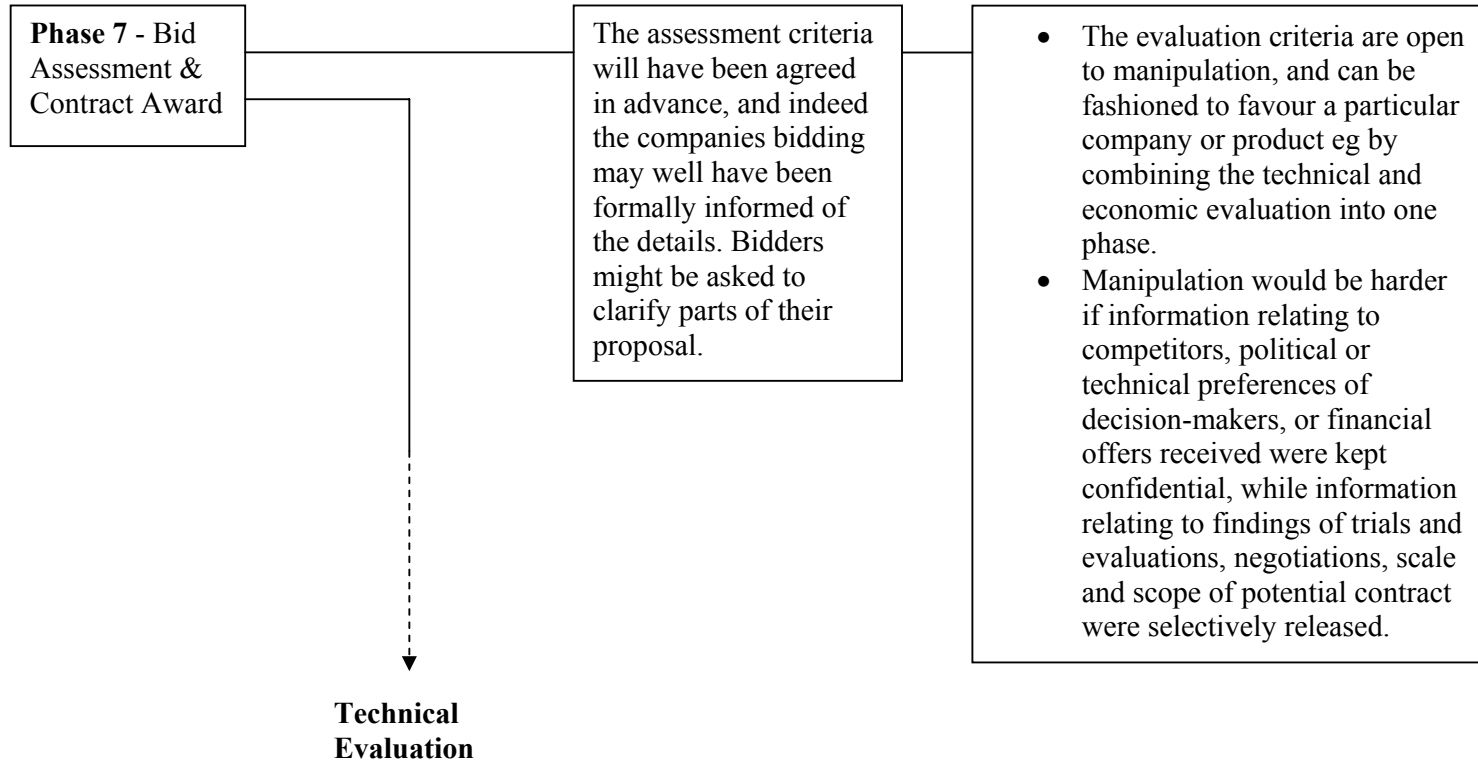 Phase 7 - Bid
Assessment &
Contract Award
The assessment criteria
will have been agreed
in advance, and indeed
the companies bidding
may well have been
formally informed of
the details. Bidders
might be asked to
clarify parts of their
proposal.
• The evaluation criteria are open
to manipulation, and can be
fashioned to favour a particular
company or product eg by
combining the technical and
economic evaluation into one
phase.
• Manipulation would be harder
if information relating to
competitors, political or
technical preferences of
decision-makers, or financial
offers received were kept
confidential, while information
relating to findings of trials and
evaluations, negotiations, scale
and scope of potential contract
were selectively released.
Technical
Evaluation